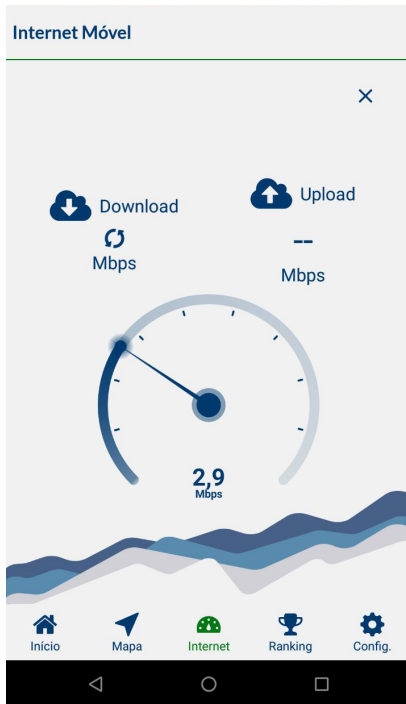 Internet Móvel
×
Download
Upload
--
Mbps
Mbps
2,9
Mbps
Início
Mapa
Internet
Ranking
Config.